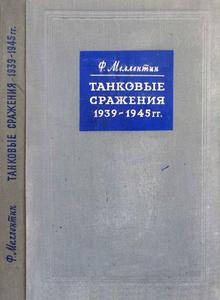 Ф. Меллентин
ТАНКОВЫЕ
СРАЖЕНИЯ
1939-1945 гг.
Ф. Меллентин ТАНКОВЫЕ СРАЖЕНИЯ -1939-1945 гг.